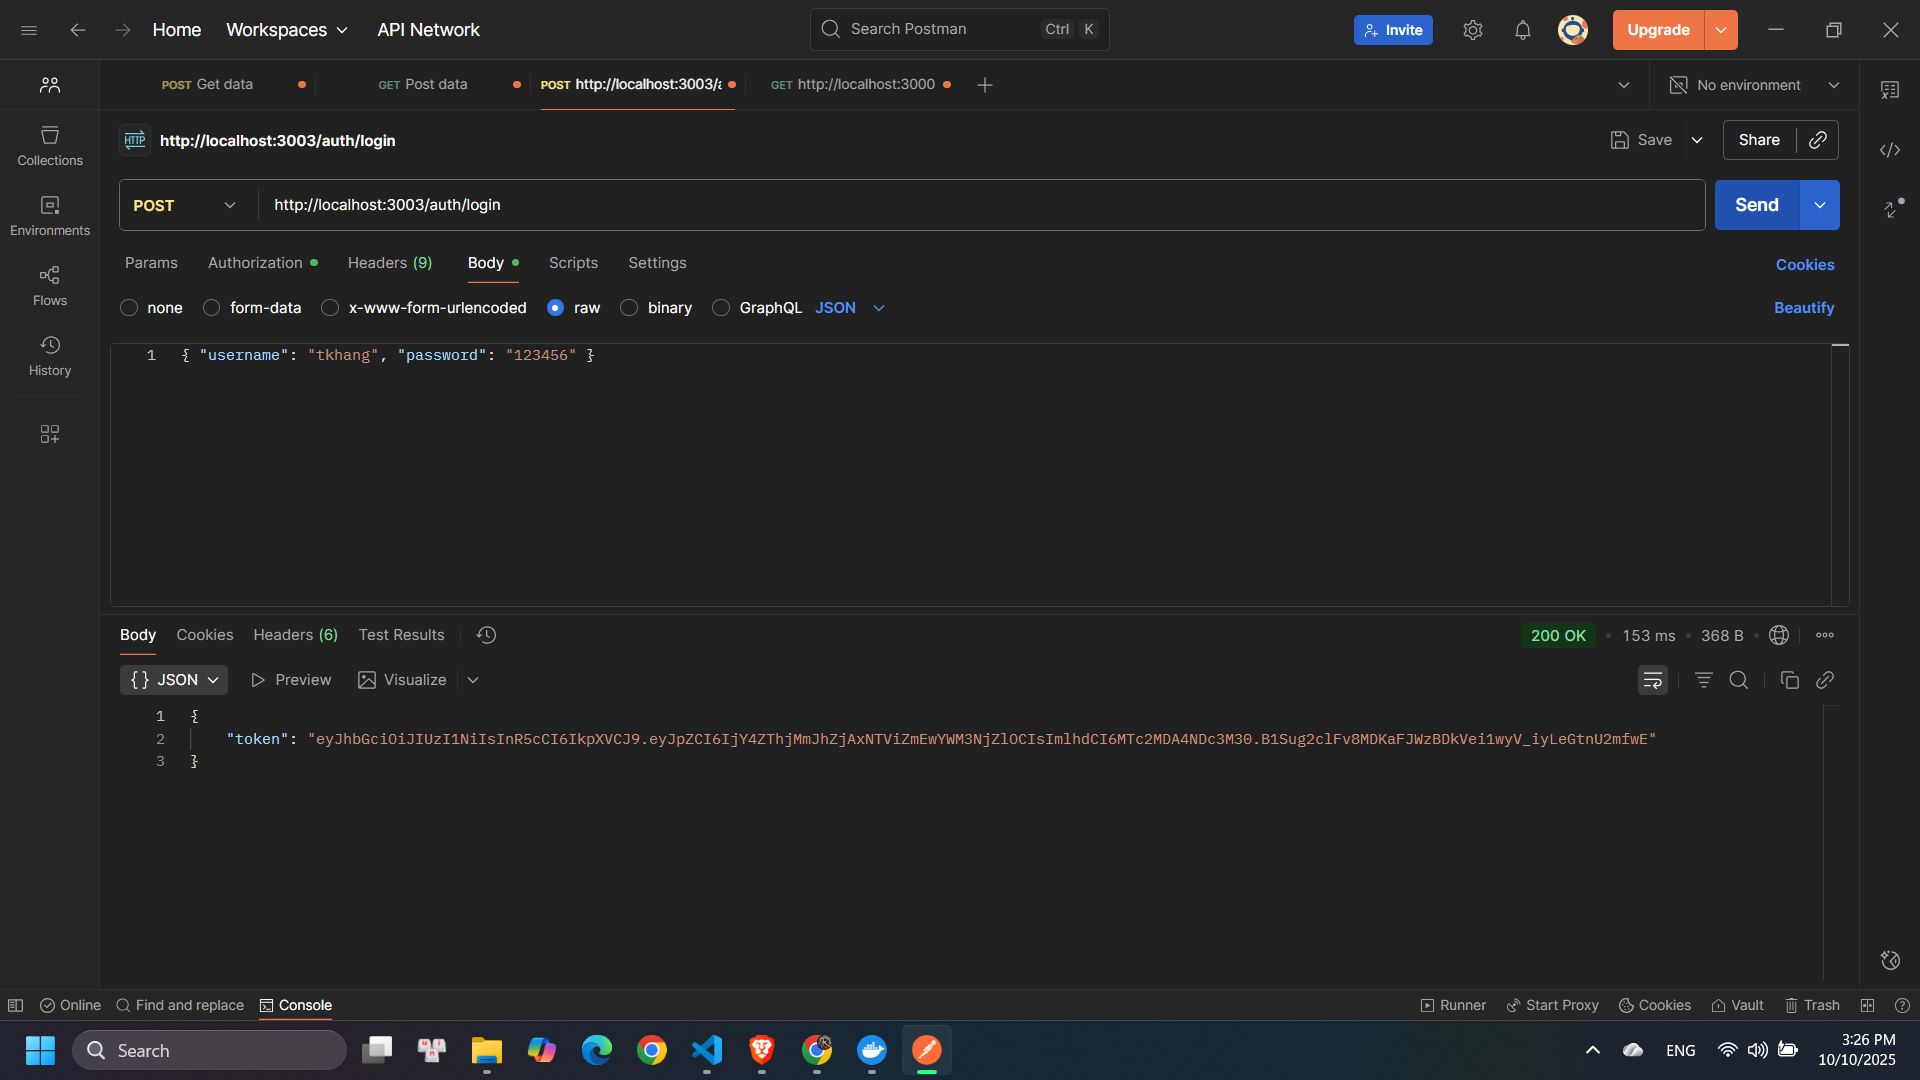 Home
Workspaces
API Network
Search Postman
Ctrl K
Invite
Upgrade
POST Get data
GET Post data
POST http://localhost:3003/a
GET http://localhost:3000
No environment
Collections
Environments
Flows
History
HTTP http://localhost:3003/auth/login
Save
Share
POST
http://localhost:3003/auth/login
Send
Params
Authorization
Headers (9)
Body
Scripts
Settings
Cookies
none
form-data
x-www-form-urlencoded
raw
binary
GraphQL
JSON
Beautify
1 { "username": "tkhang", "password": "123456" }
Body
Cookies
Headers (6)
Test Results
200 OK
153 ms
368 B
{} JSON
Preview
Visualize
1 {
2 "token": "eyJhbGciOiJIUzI1NiIsInR5cCI6IkpXVCJ9.eyJpZCI6IjY4ZThjMmJhZjAxNTViZmEwYWM3NjZlOCIsImlhdCI6MTc2MDA4NDc3M30.B1Sug2clFv8MDKaFJWzBDkVei1wyV_iyLeGtnU2mfwE"
3 }
Online
Find and replace
Console
Runner
Start Proxy
Cookies
Vault
Trash
Search
ENG
3:26 PM
10/10/2025